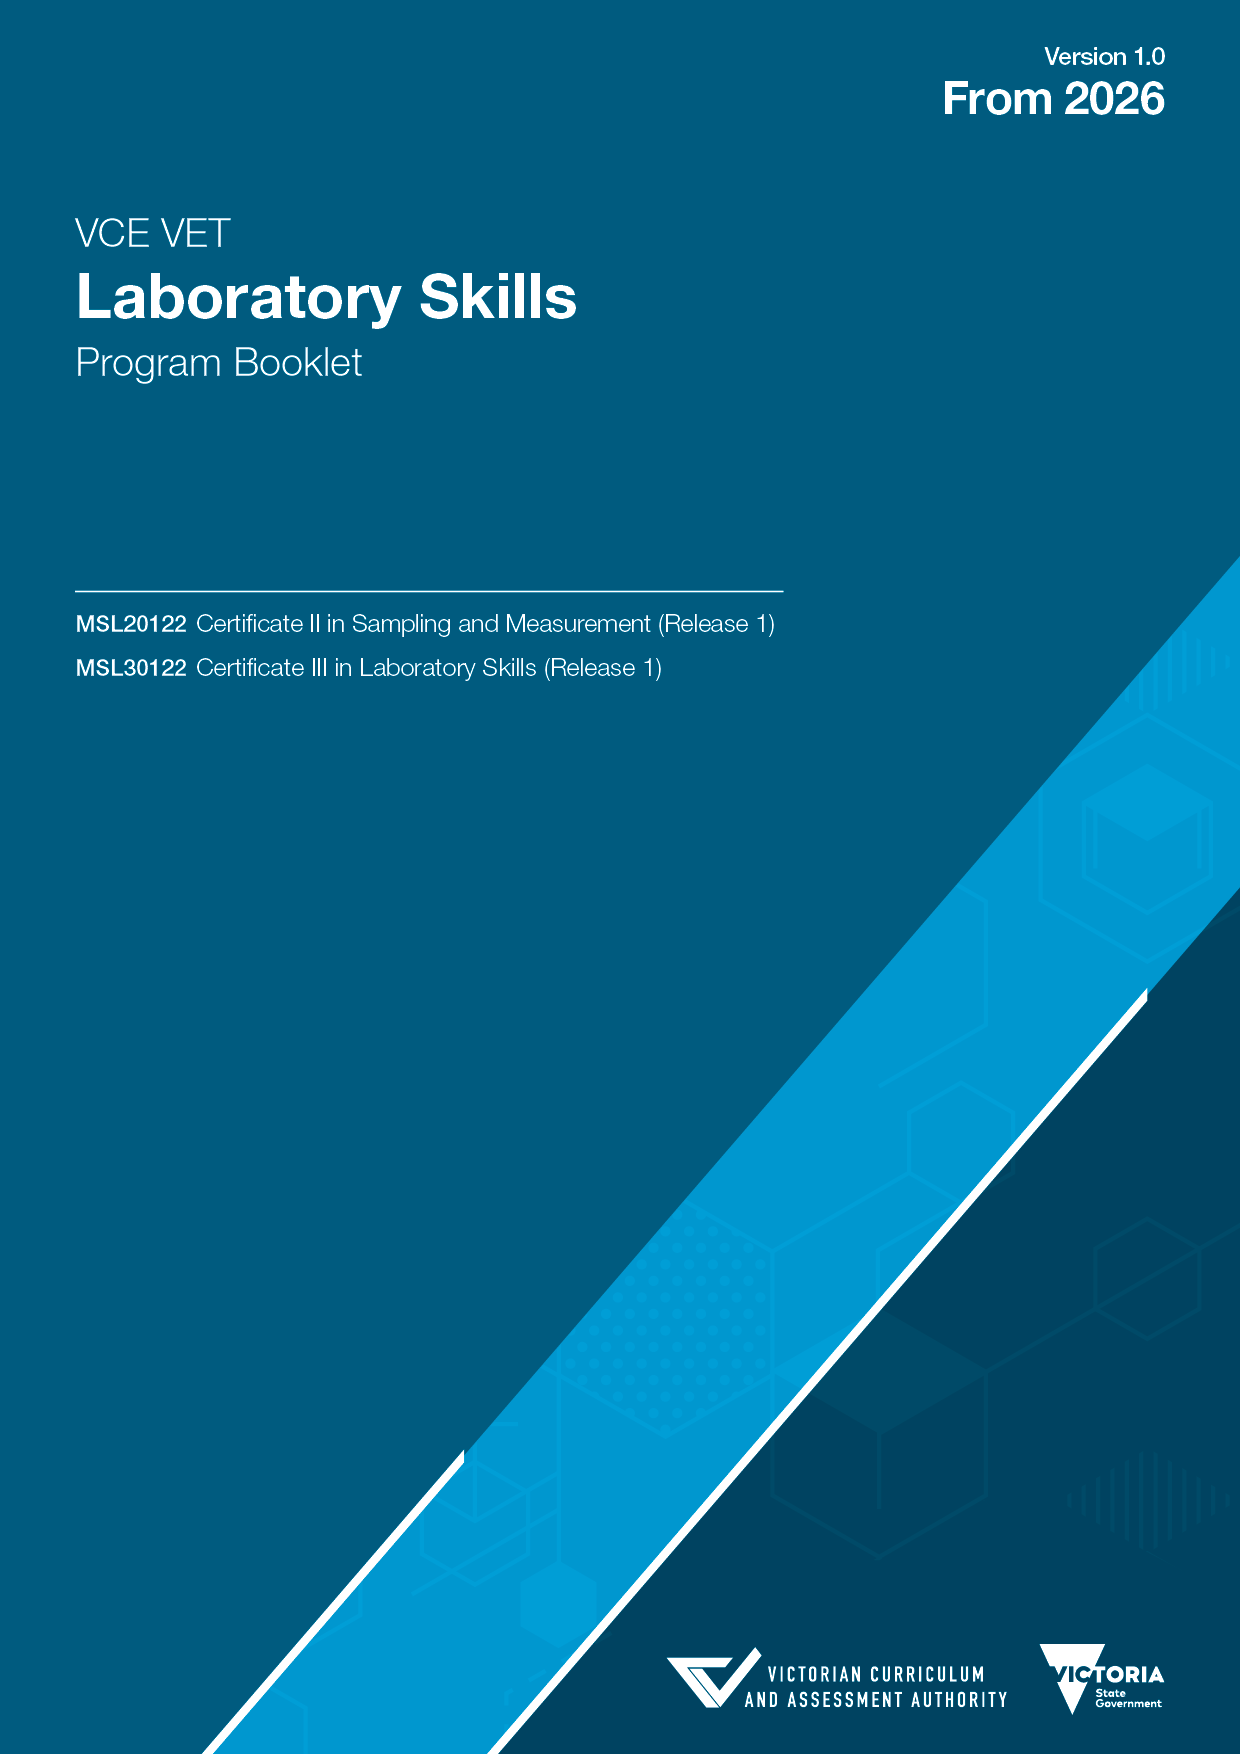 Version 1.0
From 2026
VCE VET
Laboratory Skills
Program Booklet
MSL20122 Certificate II in Sampling and Measurement (Release 1)
MSL30122 Certificate III in Laboratory Skills (Release 1)
VICTORIAN CURRICULUM
AND ASSESSMENT AUTHORITY
VICTORIA
State
Government